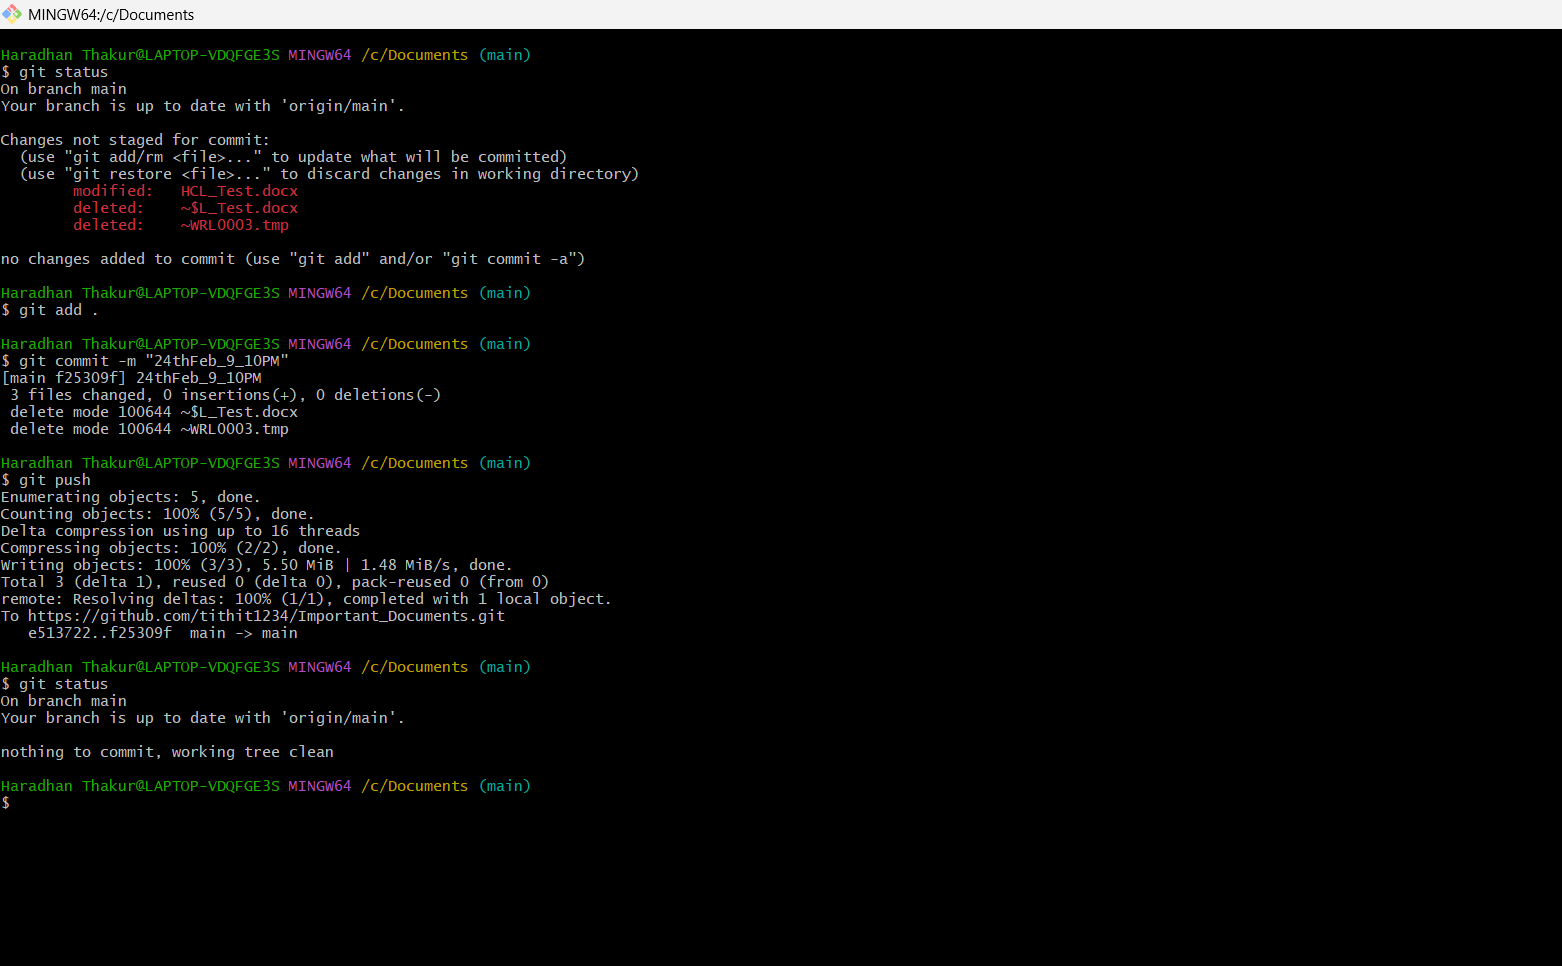 MINGW64:/c/Documents
Haradhan Thakur@LAPTOP-VDQFGE3S MINGW64 /c/Documents (main)
$ git status
On branch main
Your branch is up to date with 'origin/main'.
Changes not staged for commit:
  (use "git add/rm <file>..." to update what will be committed)
  (use "git restore <file>..." to discard changes in working directory)
        modified:   HCL_Test.docx
        deleted:    ~$L_Test.docx
        deleted:    ~WRL0003.tmp
no changes added to commit (use "git add" and/or "git commit -a")
Haradhan Thakur@LAPTOP-VDQFGE3S MINGW64 /c/Documents (main)
$ git add .
Haradhan Thakur@LAPTOP-VDQFGE3S MINGW64 /c/Documents (main)
$ git commit -m "24thFeb_9_10PM"
[main f25309f] 24thFeb_9_10PM
 3 files changed, 0 insertions(+), 0 deletions(-)
 delete mode 100644 ~$L_Test.docx
 delete mode 100644 ~WRL0003.tmp
Haradhan Thakur@LAPTOP-VDQFGE3S MINGW64 /c/Documents (main)
$ git push
Enumerating objects: 5, done.
Counting objects: 100% (5/5), done.
Delta compression using up to 16 threads
Compressing objects: 100% (2/2), done.
Writing objects: 100% (3/3), 5.50 MiB | 1.48 MiB/s, done.
Total 3 (delta 1), reused 0 (delta 0), pack-reused 0 (from 0)
remote: Resolving deltas: 100% (1/1), completed with 1 local object.
To https://github.com/tithit1234/Important_Documents.git
   e513722..f25309f  main -> main
Haradhan Thakur@LAPTOP-VDQFGE3S MINGW64 /c/Documents (main)
$ git status
On branch main
Your branch is up to date with 'origin/main'.
nothing to commit, working tree clean
Haradhan Thakur@LAPTOP-VDQFGE3S MINGW64 /c/Documents (main)
$